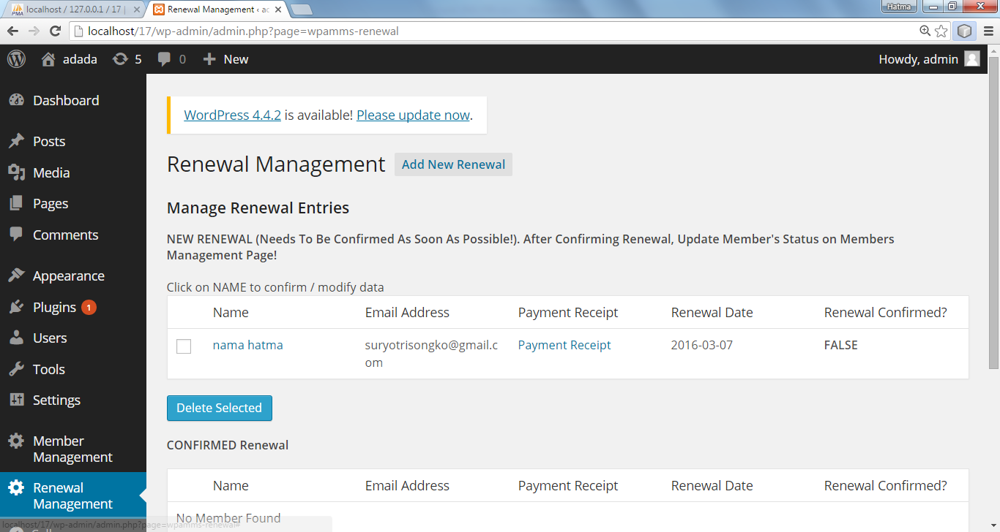 localhost / 127.0.0.1 / 17 |
Renewal Management ‹ ad
Hatma
localhost/17/wp-admin/admin.php?page=wpamms-renewal
adada
5
0
New
Howdy, admin
Dashboard
Posts
Media
Pages
Comments
Appearance
Plugins 1
Users
Tools
Settings
Member
Management
Renewal
Management
WordPress 4.4.2 is available! Please update now.
Renewal Management
Add New Renewal
Manage Renewal Entries
NEW RENEWAL (Needs To Be Confirmed As Soon As Possible!). After Confirming Renewal, Update Member's Status on Members
Management Page!
Click on NAME to confirm / modify data
Name Email Address Payment Receipt Renewal Date Renewal Confirmed?
nama hatma suryotrisongko@gmail.c Payment Receipt 2016-03-07 FALSE
om
Delete Selected
CONFIRMED Renewal
Name Email Address Payment Receipt Renewal Date Renewal Confirmed?
No Member Found
localhost/17/wp-admin/admin.php?page=wpamms-renewal#